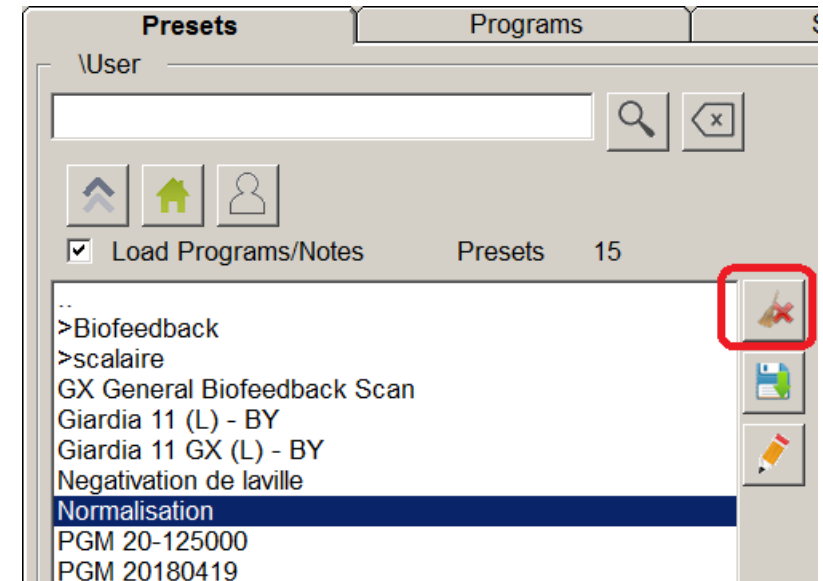 Presets Programs S
\User
Load Programs/Notes Presets 15
..
>Biofeedback
>scalaire
GX General Biofeedback Scan
Giardia 11 (L) - BY
Giardia 11 GX (L) - BY
Negativation de laville
Normalisation
PGM 20-125000
PGM 20180419